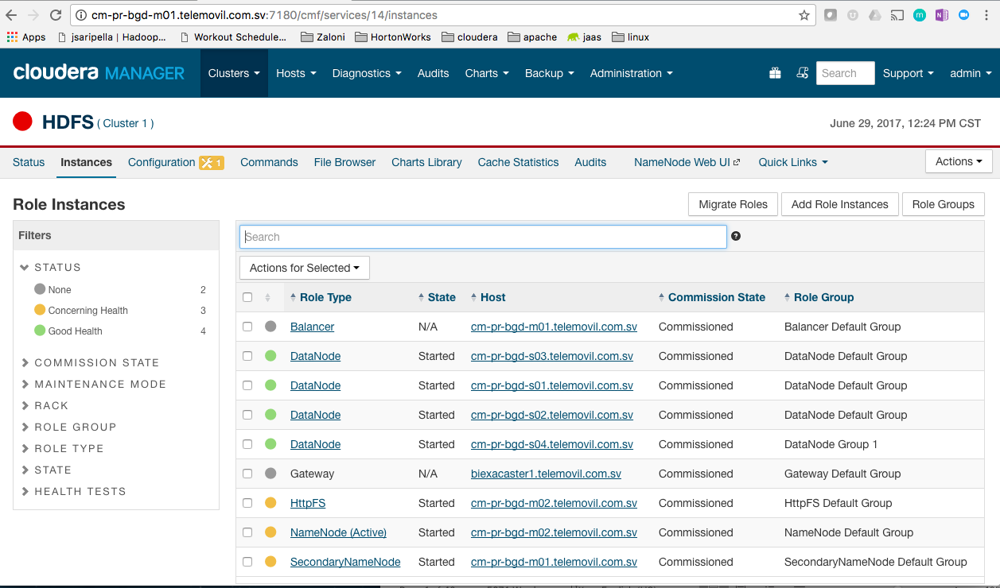 cm-pr-bgd-m01.telemovil.com.sv:7180/cmf/services/14/instances
Apps jsaripella | Hadoop... Workout Schedule... Zaloni HortonWorks cloudera apache jaas linux
cloudera MANAGER Clusters Hosts Diagnostics Audits Charts Backup Administration Search Support admin
HDFS ( Cluster 1 ) June 29, 2017, 12:24 PM CST
Status Instances Configuration 1 Commands File Browser Charts Library Cache Statistics Audits NameNode Web UI Quick Links Actions
Role Instances Migrate Roles Add Role Instances Role Groups
Filters
STATUS
None 2
Concerning Health 3
Good Health 4
COMMISSION STATE
MAINTENANCE MODE
RACK
ROLE GROUP
ROLE TYPE
STATE
HEALTH TESTS
Search ?
Actions for Selected
Role Type State Host Commission State Role Group
Balancer N/A cm-pr-bgd-m01.telemovil.com.sv Commissioned Balancer Default Group
DataNode Started cm-pr-bgd-s03.telemovil.com.sv Commissioned DataNode Default Group
DataNode Started cm-pr-bgd-s01.telemovil.com.sv Commissioned DataNode Default Group
DataNode Started cm-pr-bgd-s02.telemovil.com.sv Commissioned DataNode Default Group
DataNode Started cm-pr-bgd-s04.telemovil.com.sv Commissioned DataNode Group 1
Gateway N/A biexacaster1.telemovil.com.sv Commissioned Gateway Default Group
HttpFS Started cm-pr-bgd-m02.telemovil.com.sv Commissioned HttpFS Default Group
NameNode (Active) Started cm-pr-bgd-m02.telemovil.com.sv Commissioned NameNode Default Group
SecondaryNameNode Started cm-pr-bgd-m01.telemovil.com.sv Commissioned SecondaryNameNode Default Group